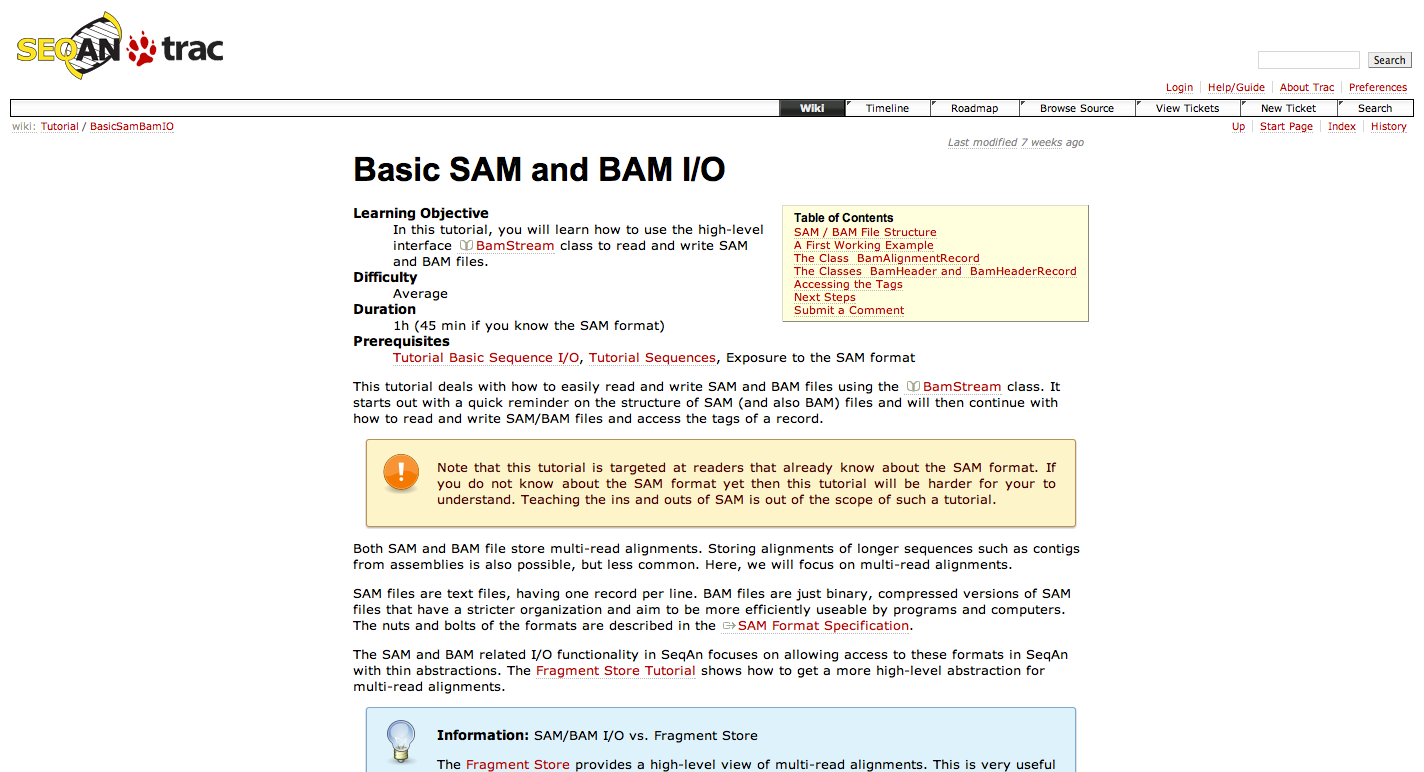 SEQAN trac
Search
Login Help/Guide About Trac Preferences
Wiki Timeline Roadmap Browse Source View Tickets New Ticket Search
wiki: Tutorial / BasicSamBamIO
Up Start Page Index History
Last modified 7 weeks ago
Basic SAM and BAM I/O
Learning Objective
In this tutorial, you will learn how to use the high-level
interface BamStream class to read and write SAM
and BAM files.
Difficulty
Average
Duration
1h (45 min if you know the SAM format)
Prerequisites
Tutorial Basic Sequence I/O, Tutorial Sequences, Exposure to the SAM format
Table of Contents
SAM / BAM File Structure
A First Working Example
The Class BamAlignmentRecord
The Classes BamHeader and BamHeaderRecord
Accessing the Tags
Next Steps
Submit a Comment
This tutorial deals with how to easily read and write SAM and BAM files using the BamStream class. It
starts out with a quick reminder on the structure of SAM (and also BAM) files and will then continue with
how to read and write SAM/BAM files and access the tags of a record.
Note that this tutorial is targeted at readers that already know about the SAM format. If
you do not know about the SAM format yet then this tutorial will be harder for your to
understand. Teaching the ins and outs of SAM is out of the scope of such a tutorial.
Both SAM and BAM file store multi-read alignments. Storing alignments of longer sequences such as contigs
from assemblies is also possible, but less common. Here, we will focus on multi-read alignments.
SAM files are text files, having one record per line. BAM files are just binary, compressed versions of SAM
files that have a stricter organization and aim to be more efficiently useable by programs and computers.
The nuts and bolts of the formats are described in the SAM Format Specification.
The SAM and BAM related I/O functionality in SeqAn focuses on allowing access to these formats in SeqAn
with thin abstractions. The Fragment Store Tutorial shows how to get a more high-level abstraction for
multi-read alignments.
Information: SAM/BAM I/O vs. Fragment Store
The Fragment Store provides a high-level view of multi-read alignments. This is very useful